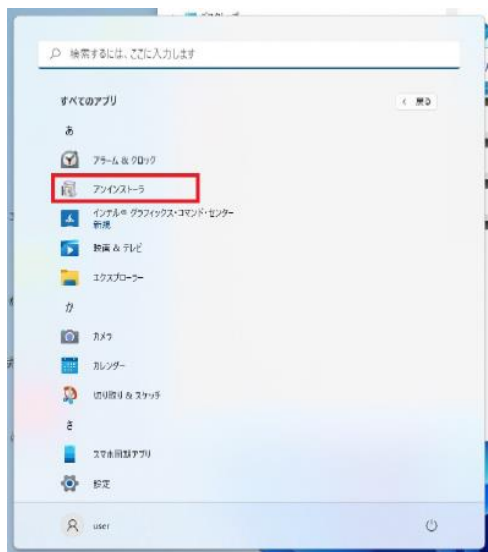 検索するには、ここに入力します
すべてのアプリ
< 戻る
あ
アラーム & クロック
アンインストーラ
インテル® グラフィックス・コマンド・センター
新規
映画 & テレビ
エクスプローラー
か
カメラ
カレンダー
切り取り & スケッチ
さ
スマホ同期アプリ
設定
user